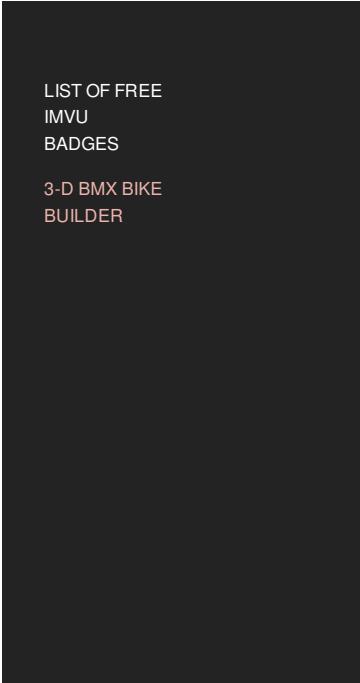 LIST OF FREE
IMVU
BADGES
3-D BMX BIKE
BUILDER